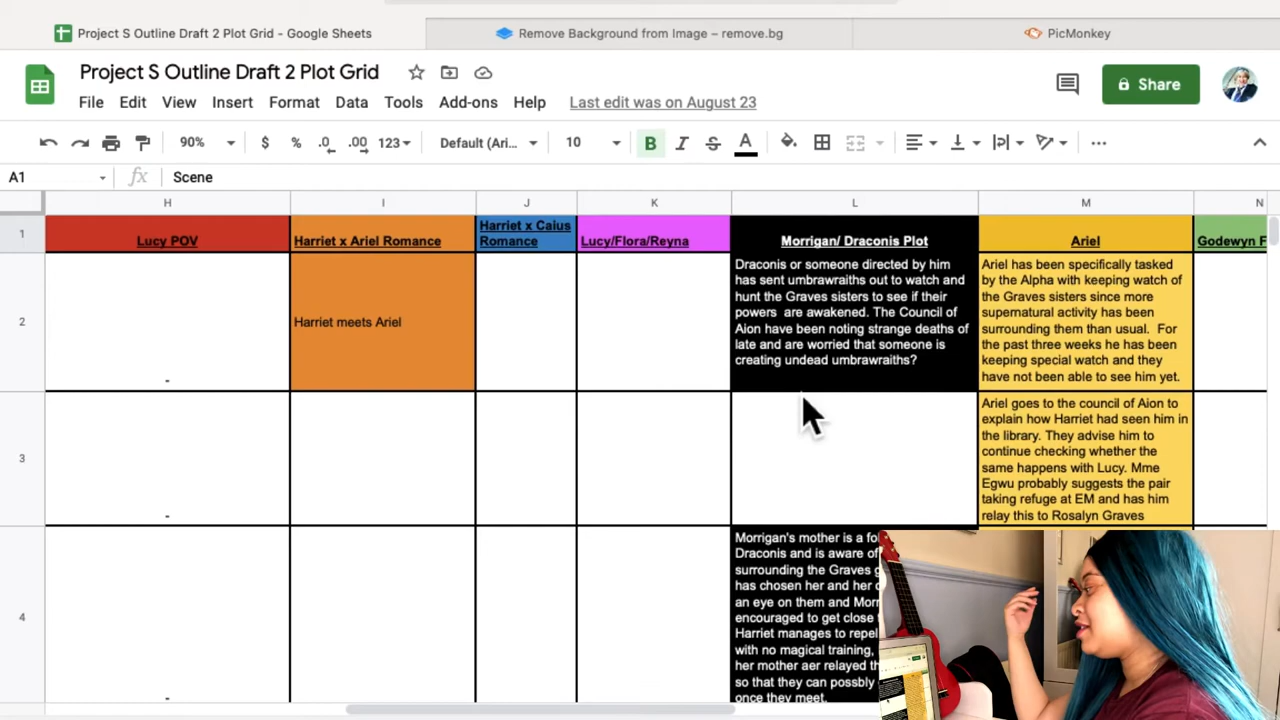 Project S Outline Draft 2 Plot Grid - Google Sheets
Remove Background from Image – remove.bg
PicMonkey
Project S Outline Draft 2 Plot Grid
File Edit View Insert Format Data Tools Add-ons Help Last edit was on August 23
Share
90% $ % .0 .00 123 Default (Ari... 10 B I S A
A1 fx Scene
H I J K L M N
1 Lucy POV
Harriet x Ariel Romance
Harriet x Caius
Romance
Lucy/Flora/Reyna
Morrigan/ Draconis Plot
Ariel
Godewyn F
2
-
Harriet meets Ariel
Draconis or someone directed by him
has sent umbrawraiths out to watch and
hunt the Graves sisters to see if their
powers are awakened. The Council of
Aion have been noting strange deaths of
late and are worried that someone is
creating undead umbrawraiths?
Ariel has been specifically tasked
by the Alpha with keeping watch of
the Graves sisters since more
supernatural activity has been
surrounding them than usual. For
the past three weeks he has been
keeping special watch and they
have not been able to see him yet.
3
-
Ariel goes to the council of Aion to
explain how Harriet had seen him in
the library. They advise him to
continue checking whether the
same happens with Lucy. Mme
Egwu probably suggests the pair
taking refuge at EM and has him
relay this to Rosalyn Graves
4
-
Morrigan's mother is a fo
Draconis and is aware of
surrounding the Graves g
has chosen her and her
an eye on them and Morr
encouraged to get close
Harriet manages to repel
with no magical training,
her mother aer relayed th
so that they can possbly
once they meet.